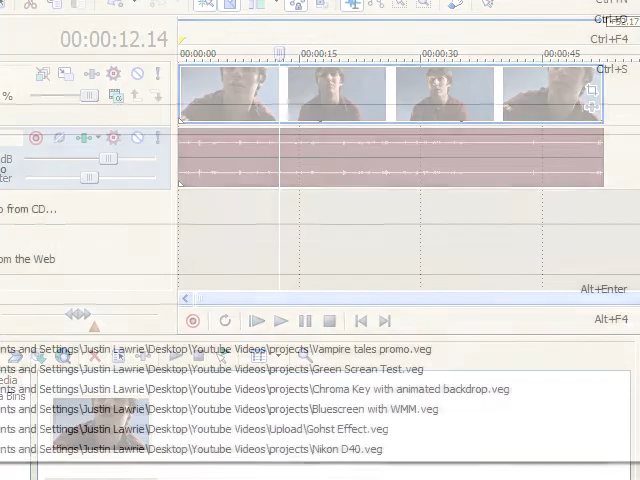 Ctrl+S
Ctrl+F4
00:00:12.14
00:00:00
00:00:15
00:00:30
00:00:45
%
dB
from CD...
om the Web
Alt+Enter
Alt+F4
nts and Settings\Justin Lawrie\Desktop\Youtube Videos\projects\Vampire tales promo.veg
nts and Settings\Justin Lawrie\Desktop\Youtube Videos\projects\Green Screan Test.veg
nts and Settings\Justin Lawrie\Desktop\Youtube Videos\projects\Chroma Key with animated backdrop.veg
nts and Settings\Justin Lawrie\Desktop\Youtube Videos\projects\Bluescreen with WMM.veg
nts and Settings\Justin Lawrie\Desktop\Youtube Videos\Upload\Gohst Effect.veg
nts and Settings\Justin Lawrie\Desktop\Youtube Videos\projects\Nikon D40.veg
edia
a Bins